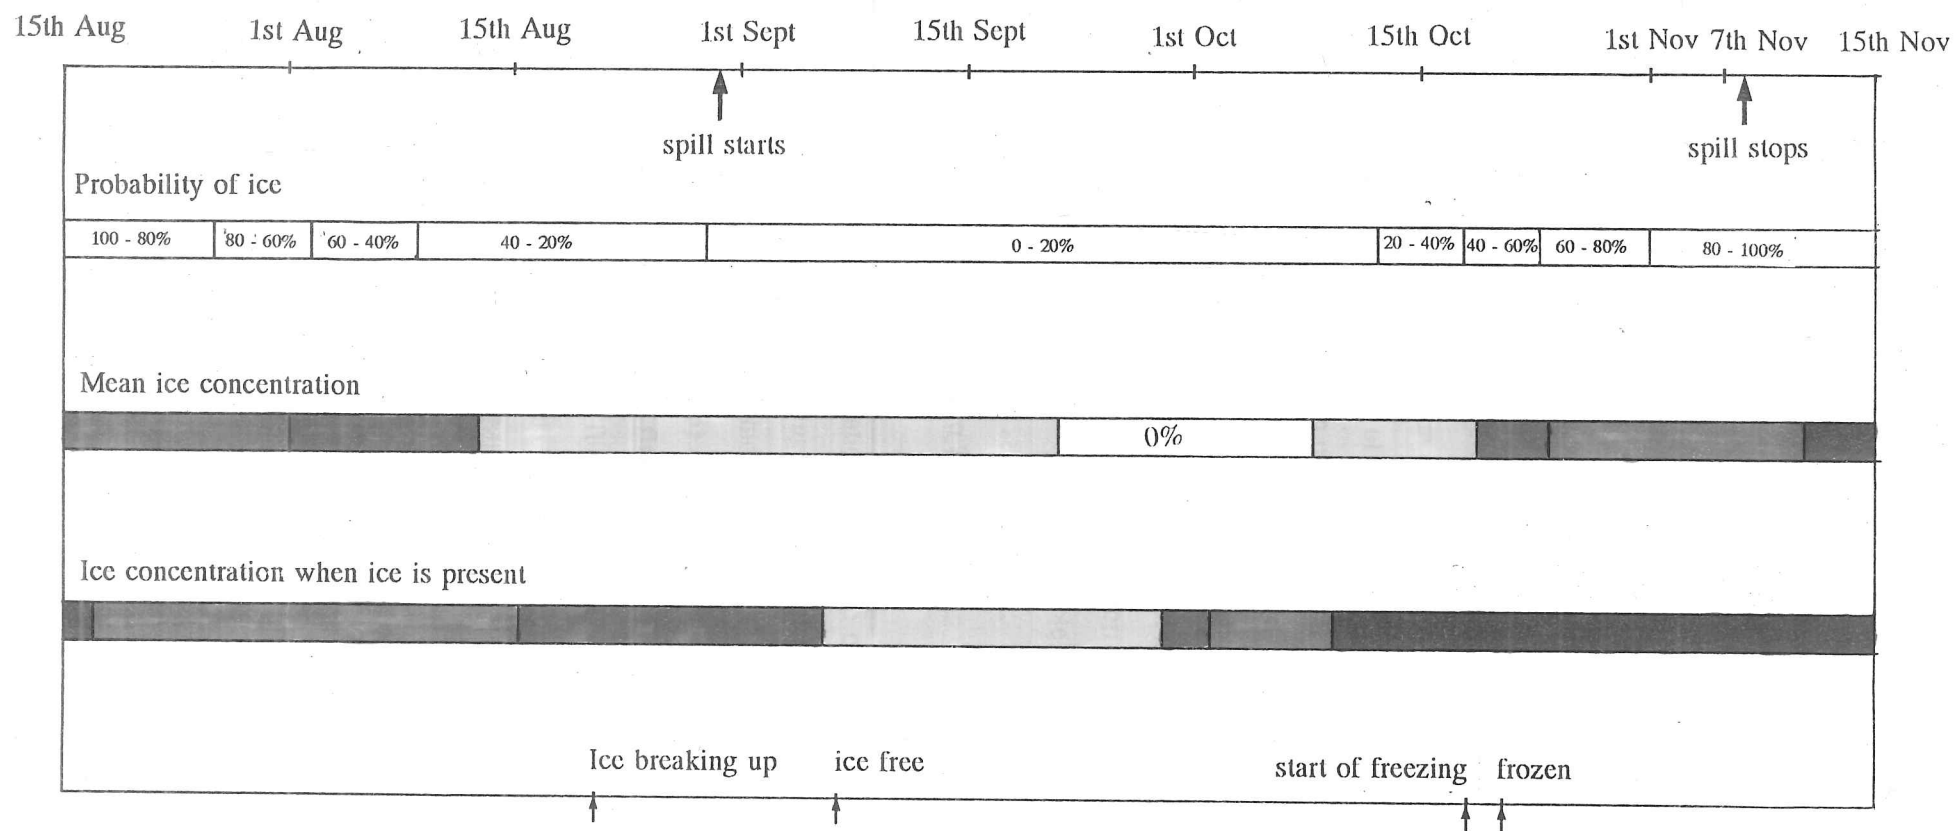 15th Aug 1st Aug 15th Aug 1st Sept 15th Sept 1st Oct 15th Oct 1st Nov 7th Nov 15th Nov
spill starts spill stops
Probability of ice
100 - 80% 80 - 60% 60 - 40% 40 - 20% 0 - 20% 20 - 40% 40 - 60% 60 - 80% 80 - 100%
Mean ice concentration
0%
Ice concentration when ice is present
Ice breaking up ice free start of freezing frozen